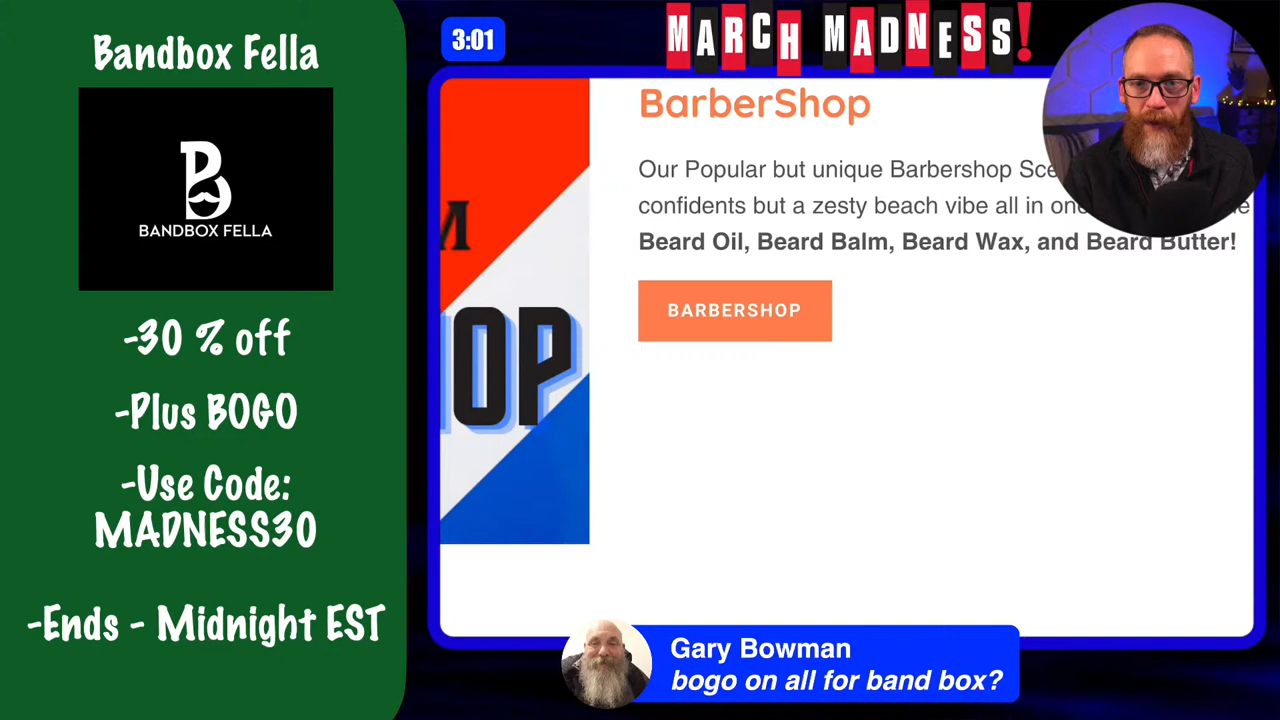 Bandbox Fella
B
BANDBOX FELLA
-30 % off
-Plus BOGO
-Use Code:
MADNESS30
-Ends - Midnight EST
3:01
MARCH MADNESS!
M
OP
BarberShop
Our Popular but unique Barbershop
confidents but a zesty beach vibe all in one
Beard Oil, Beard Balm, Beard Wax, and Beard Butter!
BARBERSHOP
Gary Bowman
bogo on all for band box?